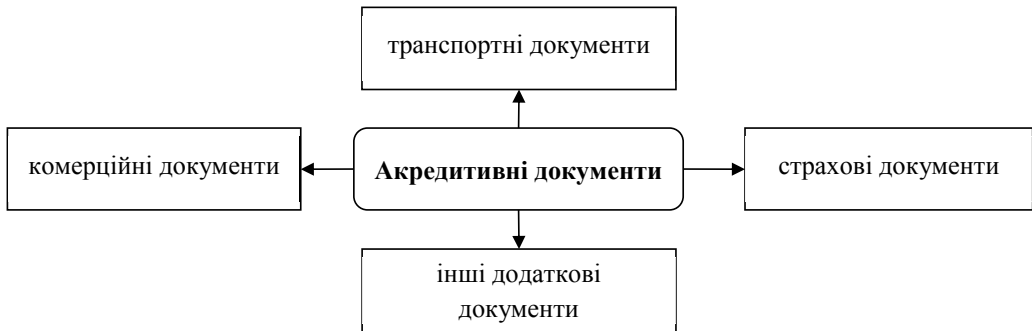 транспортні документи
комерційні документи
Акредитивні документи
страхові документи
інші додаткові
документи